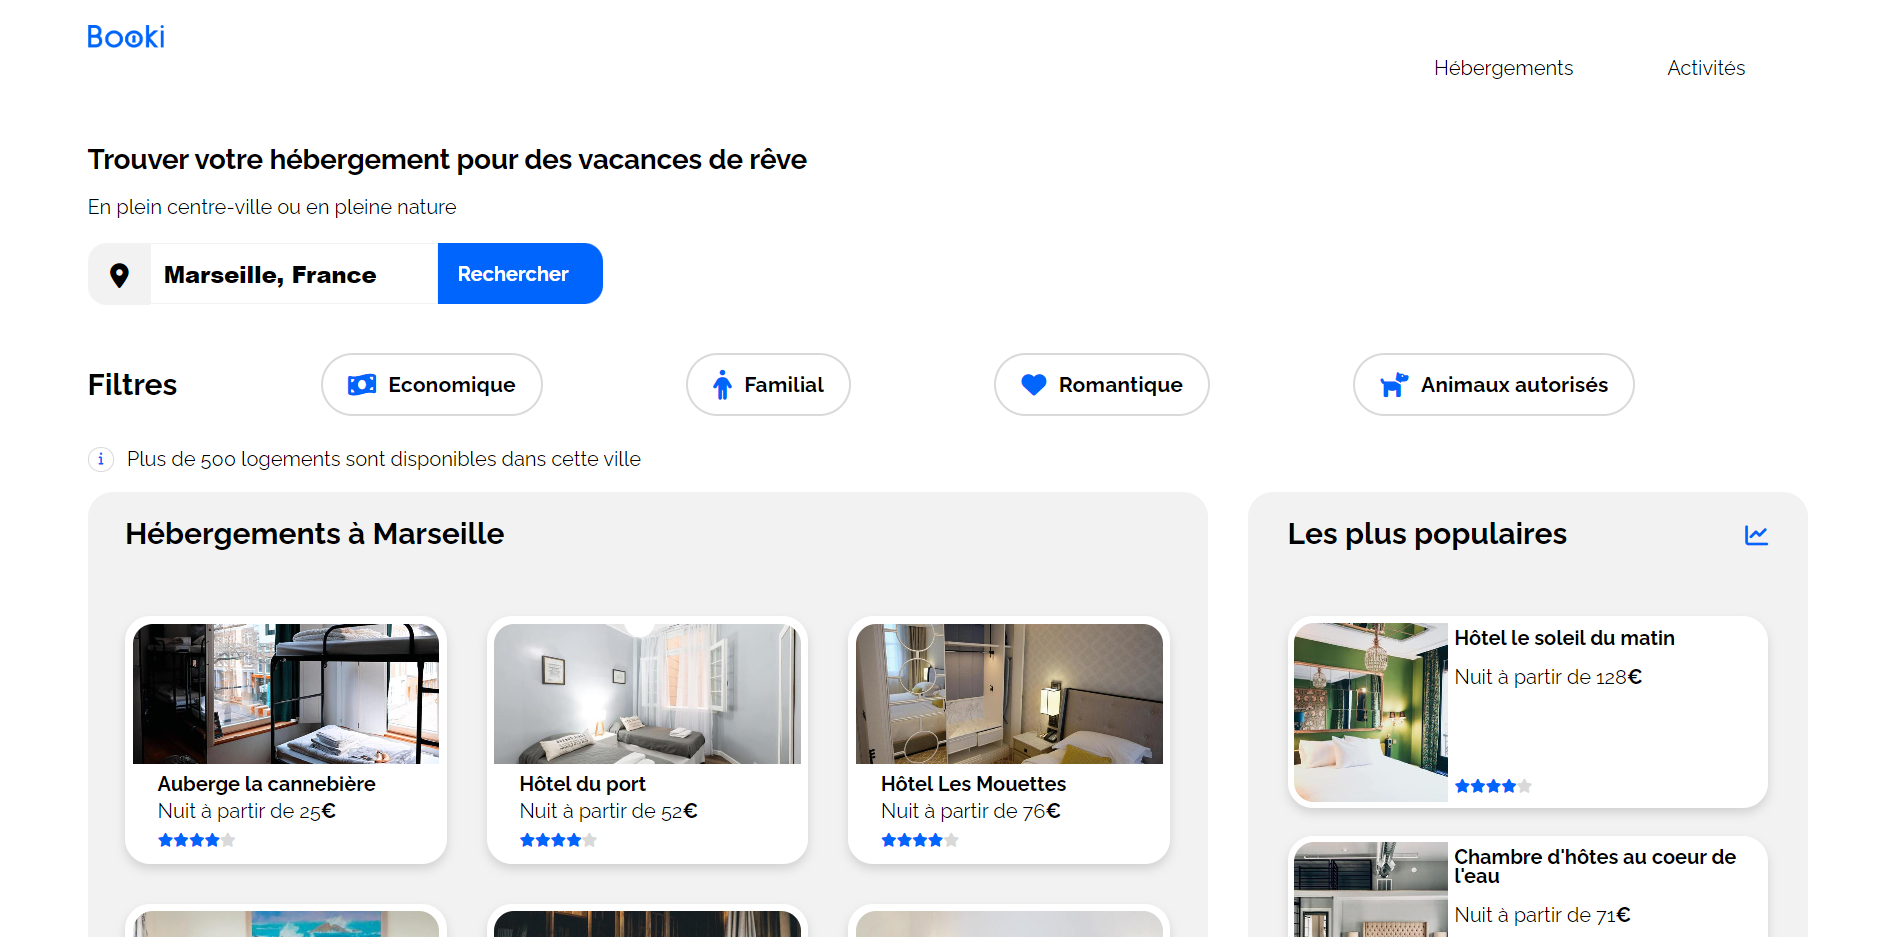 Booki
Hébergements
Activités
Trouver votre hébergement pour des vacances de rêve
En plein centre-ville ou en pleine nature
Marseille, France
Rechercher
Filtres
Economique
Familial
Romantique
Animaux autorisés
i
Plus de 500 logements sont disponibles dans cette ville
Hébergements à Marseille
Auberge la cannebière
Nuit à partir de 25€
Hôtel du port
Nuit à partir de 52€
Hôtel Les Mouettes
Nuit à partir de 76€
Les plus populaires
Hôtel le soleil du matin
Nuit à partir de 128€
Chambre d'hôtes au coeur de
l'eau
Nuit à partir de 71€